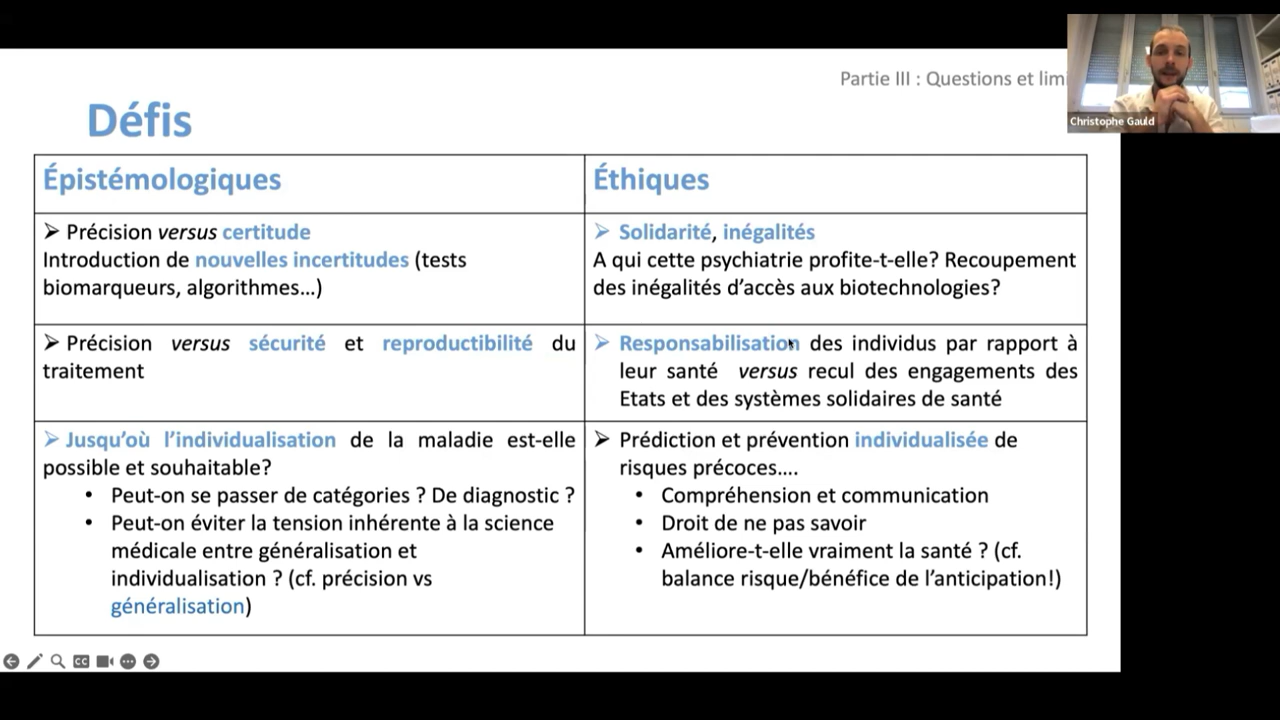 Partie III : Questions et limi
Christophe Gauld
Défis
Épistémologiques
Éthiques
➢ Précision versus certitude
Introduction de nouvelles incertitudes (tests
biomarqueurs, algorithmes…)
➢ Solidarité, inégalités
A qui cette psychiatrie profite-t-elle? Recoupement
des inégalités d’accès aux biotechnologies?
➢ Précision versus sécurité et reproductibilité du
traitement
➢ Responsabilisation des individus par rapport à
leur santé versus recul des engagements des
Etats et des systèmes solidaires de santé
➢ Jusqu’où l’individualisation de la maladie est-elle
possible et souhaitable?
• Peut-on se passer de catégories ? De diagnostic ?
• Peut-on éviter la tension inhérente à la science
médicale entre généralisation et
individualisation ? (cf. précision vs
généralisation)
➢ Prédiction et prévention individualisée de
risques précoces….
• Compréhension et communication
• Droit de ne pas savoir
• Améliore-t-elle vraiment la santé ? (cf.
balance risque/bénéfice de l’anticipation!)
CC